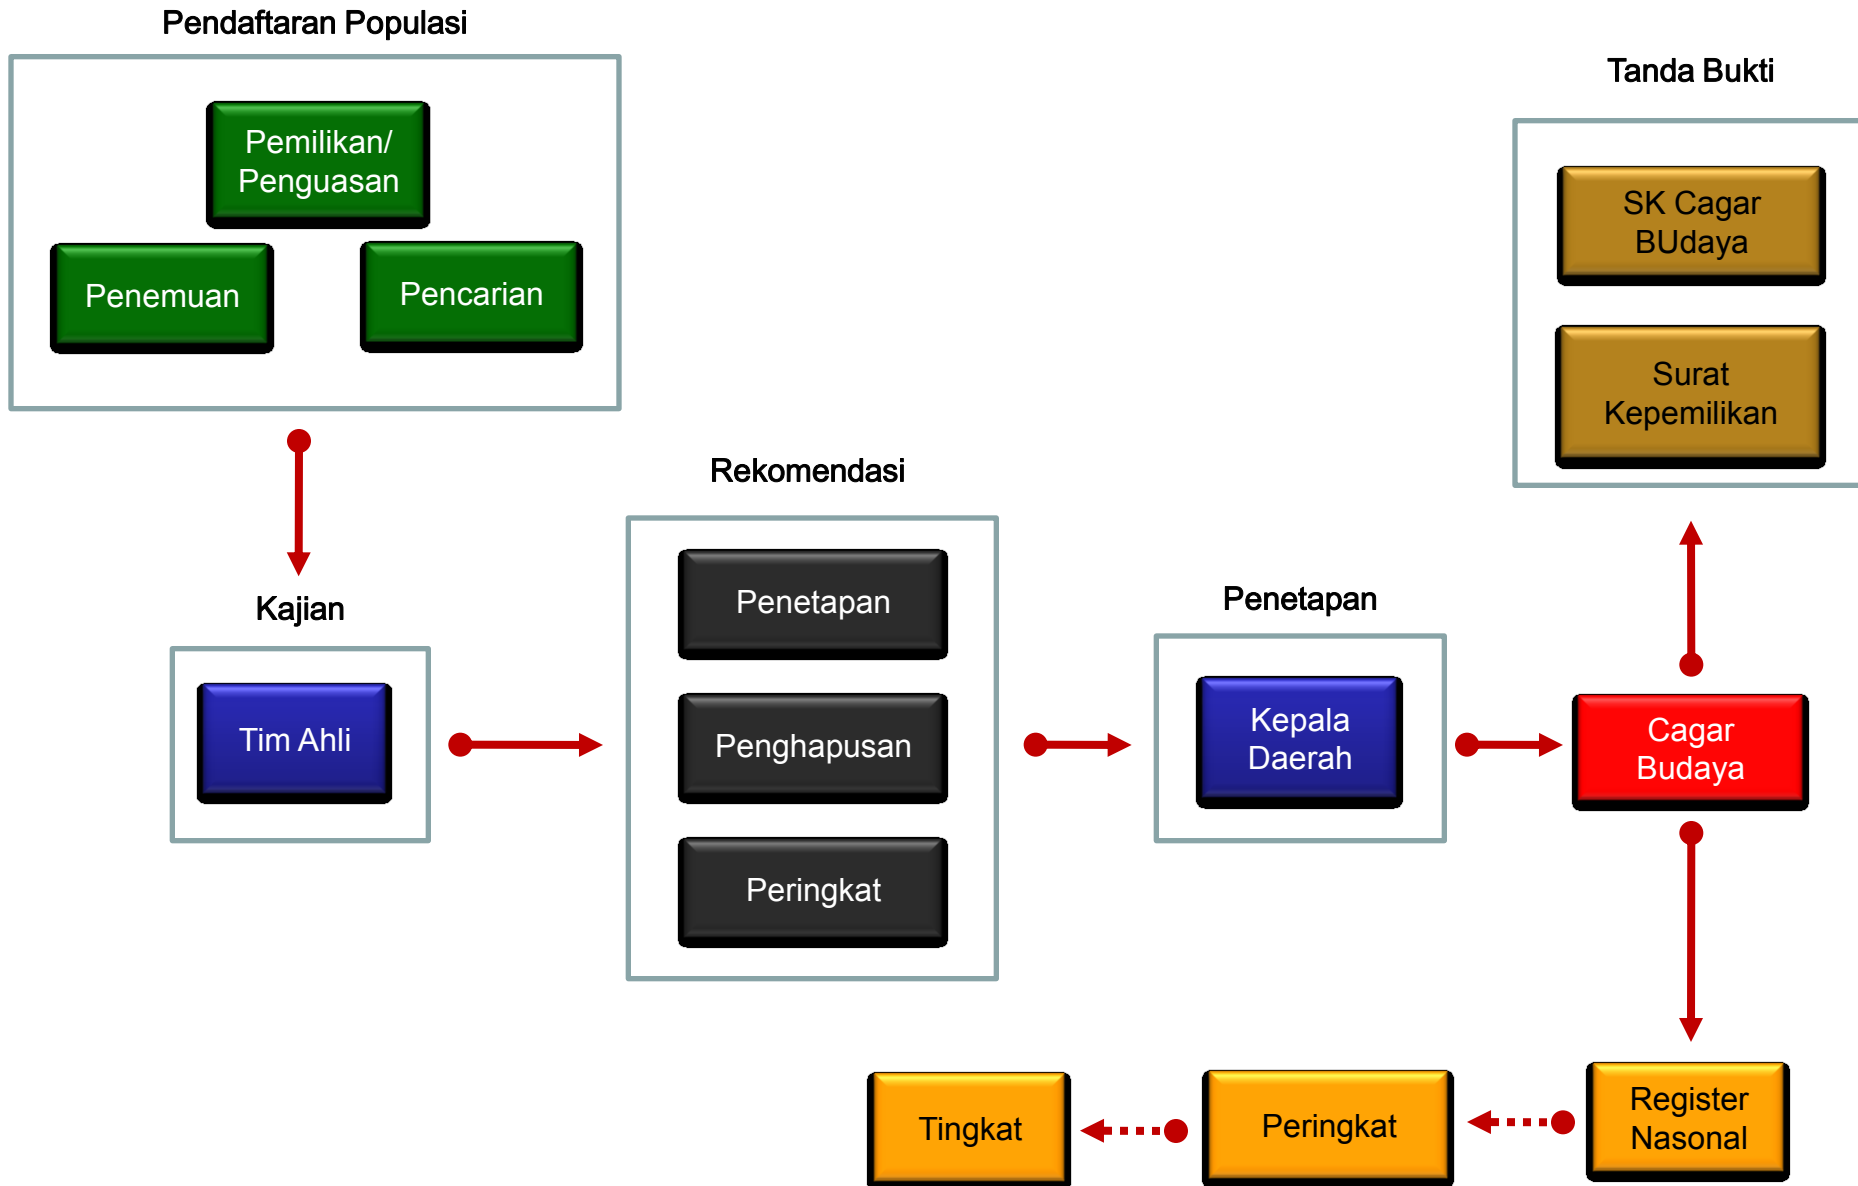 Pendaftaran Populasi
Pemilikan/
Penguasan
Penemuan
Pencarian
Tanda Bukti
SK Cagar
BUdaya
Surat
Kepemilikan
Kajian
Tim Ahli
Rekomendasi
Penetapan
Penghapusan
Peringkat
Penetapan
Kepala
Daerah
Cagar
Budaya
Register
Nasonal
Peringkat
Tingkat